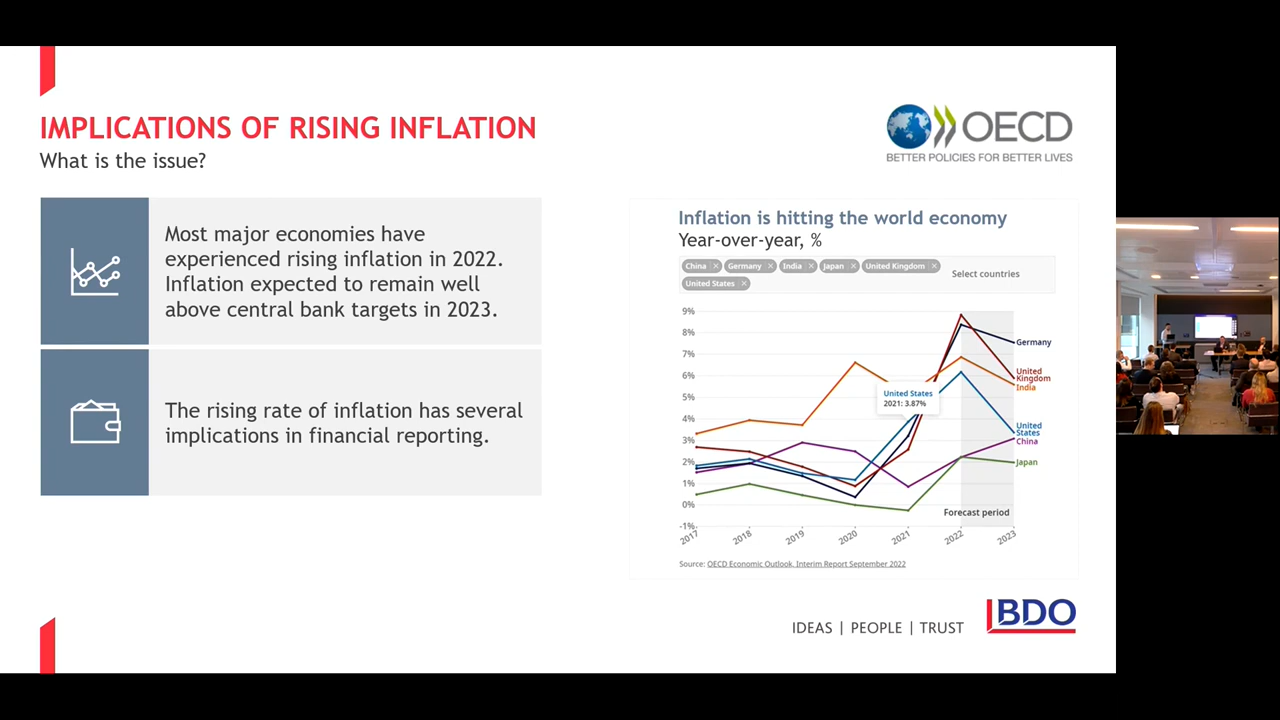 IMPLICATIONS OF RISING INFLATION
What is the issue?
OECD
BETTER POLICIES FOR BETTER LIVES
Most major economies have
experienced rising inflation in 2022.
Inflation expected to remain well
above central bank targets in 2023.
The rising rate of inflation has several
implications in financial reporting.
Inflation is hitting the world economy
Year-over-year, %
China × Germany × India × Japan × United Kingdom ×
United States ×
Select countries
9%
8%
7%
6%
5%
4%
3%
2%
1%
0%
-1%
United States
2021: 3.87%
Germany
United
Kingdom
India
United
States
China
Japan
Forecast period
2017 2018 2019 2020 2021 2022 2023
Source: OECD Economic Outlook, Interim Report September 2022
IDEAS | PEOPLE | TRUST
BDO